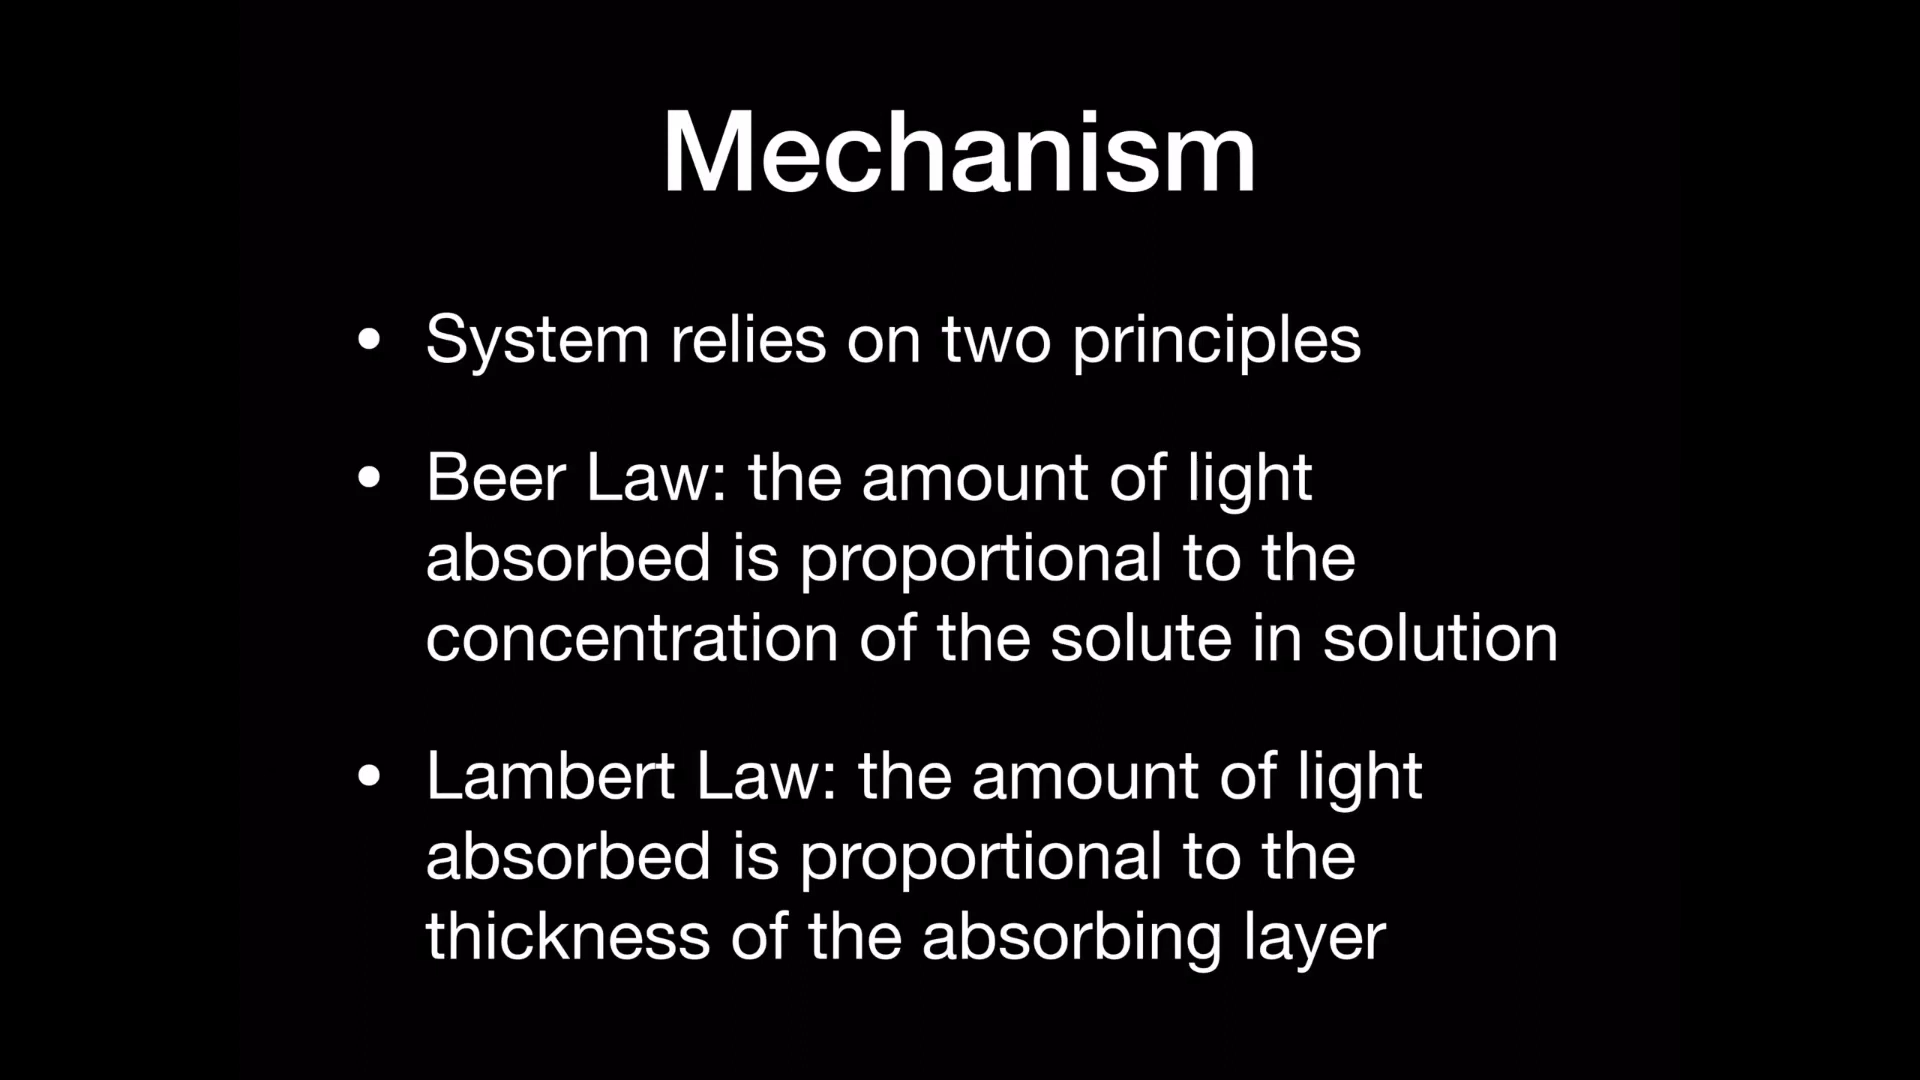 Mechanism
• System relies on two principles
• Beer Law: the amount of light
absorbed is proportional to the
concentration of the solute in solution
• Lambert Law: the amount of light
absorbed is proportional to the
thickness of the absorbing layer